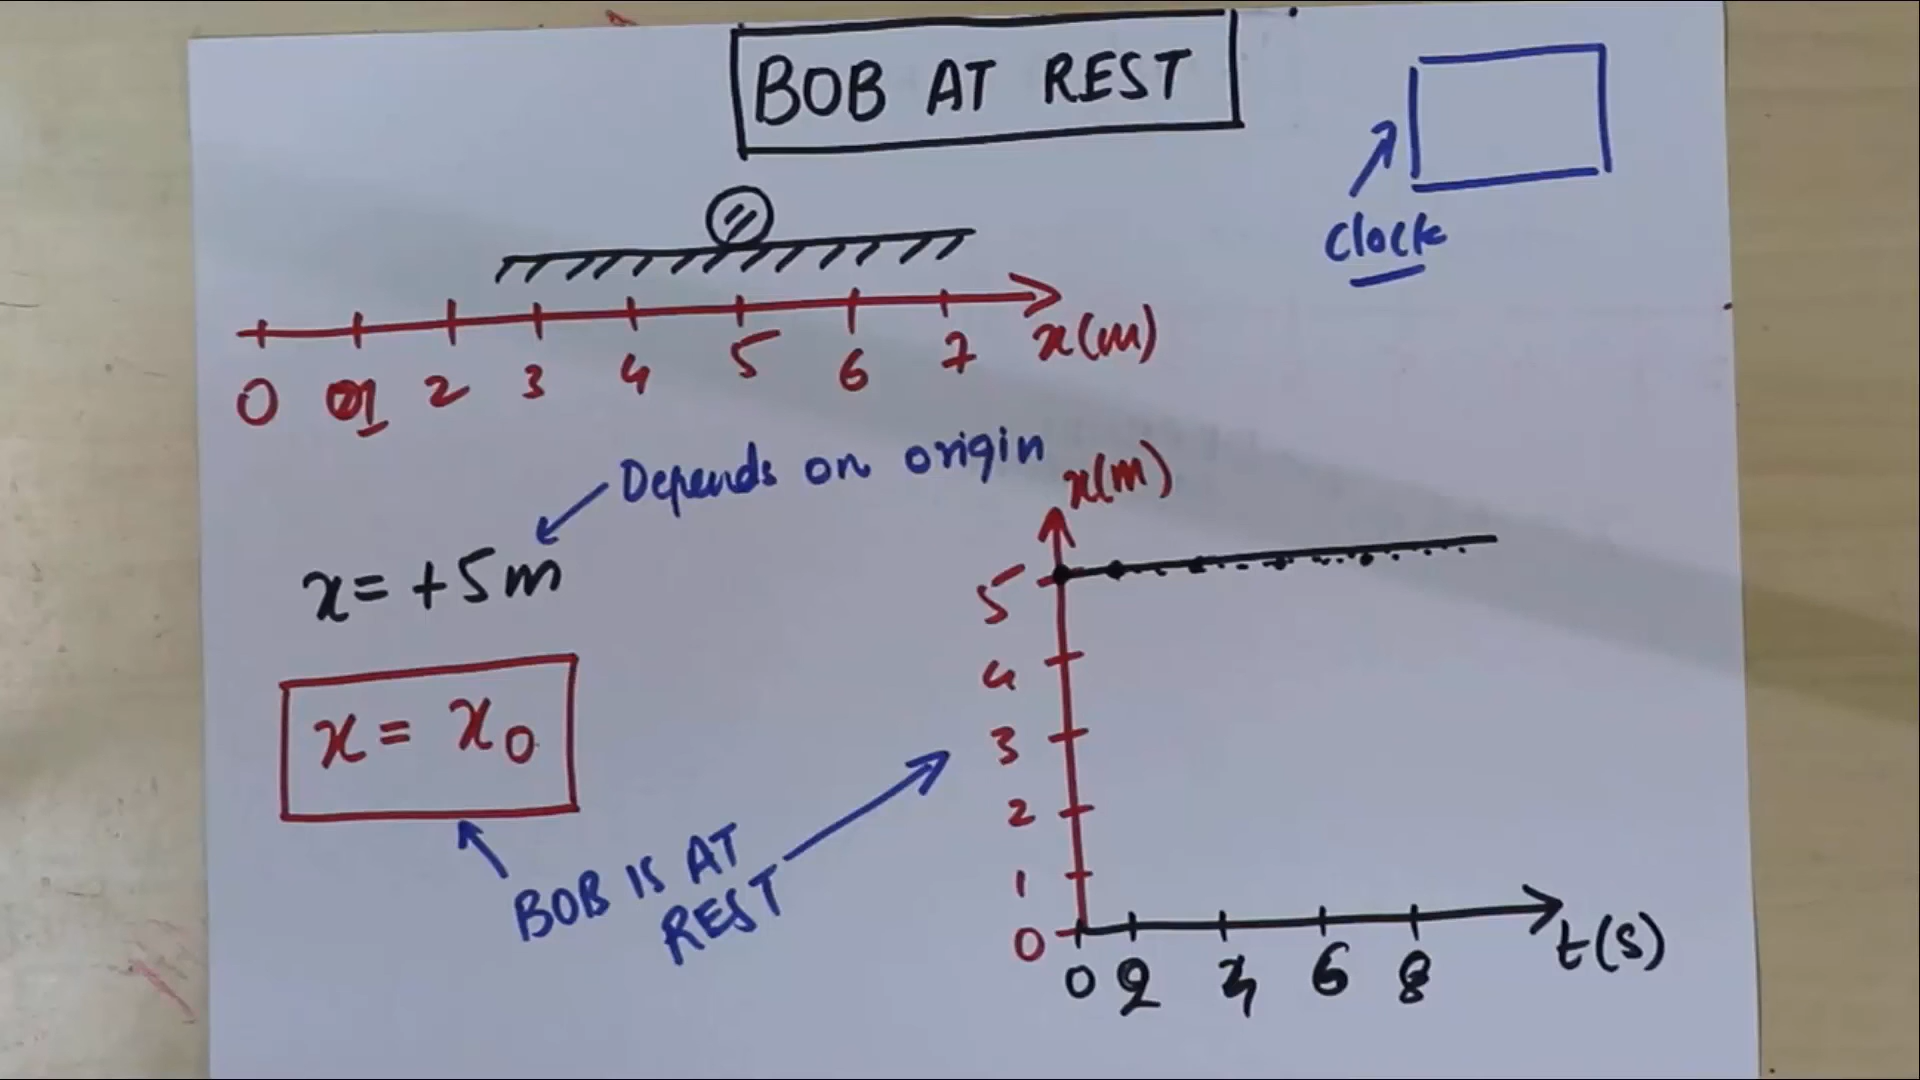 BOB AT REST
clock
0 1 2 3 4 5 6 7 x(m)
Depends on origin
x = +5m
x = x₀
BOB IS AT
REST
x(m)
5
4
3
2
1
0
0 2 4 6 8 t(s)